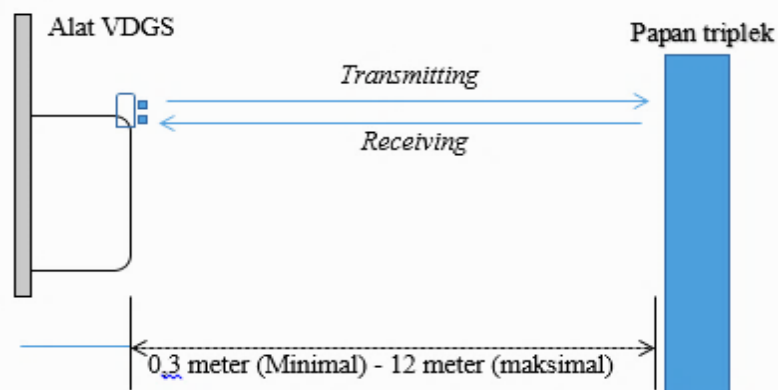 Alat VDGS
Papan triplek
Transmitting
Receiving
0,3 meter (Minimal) - 12 meter (maksimal)